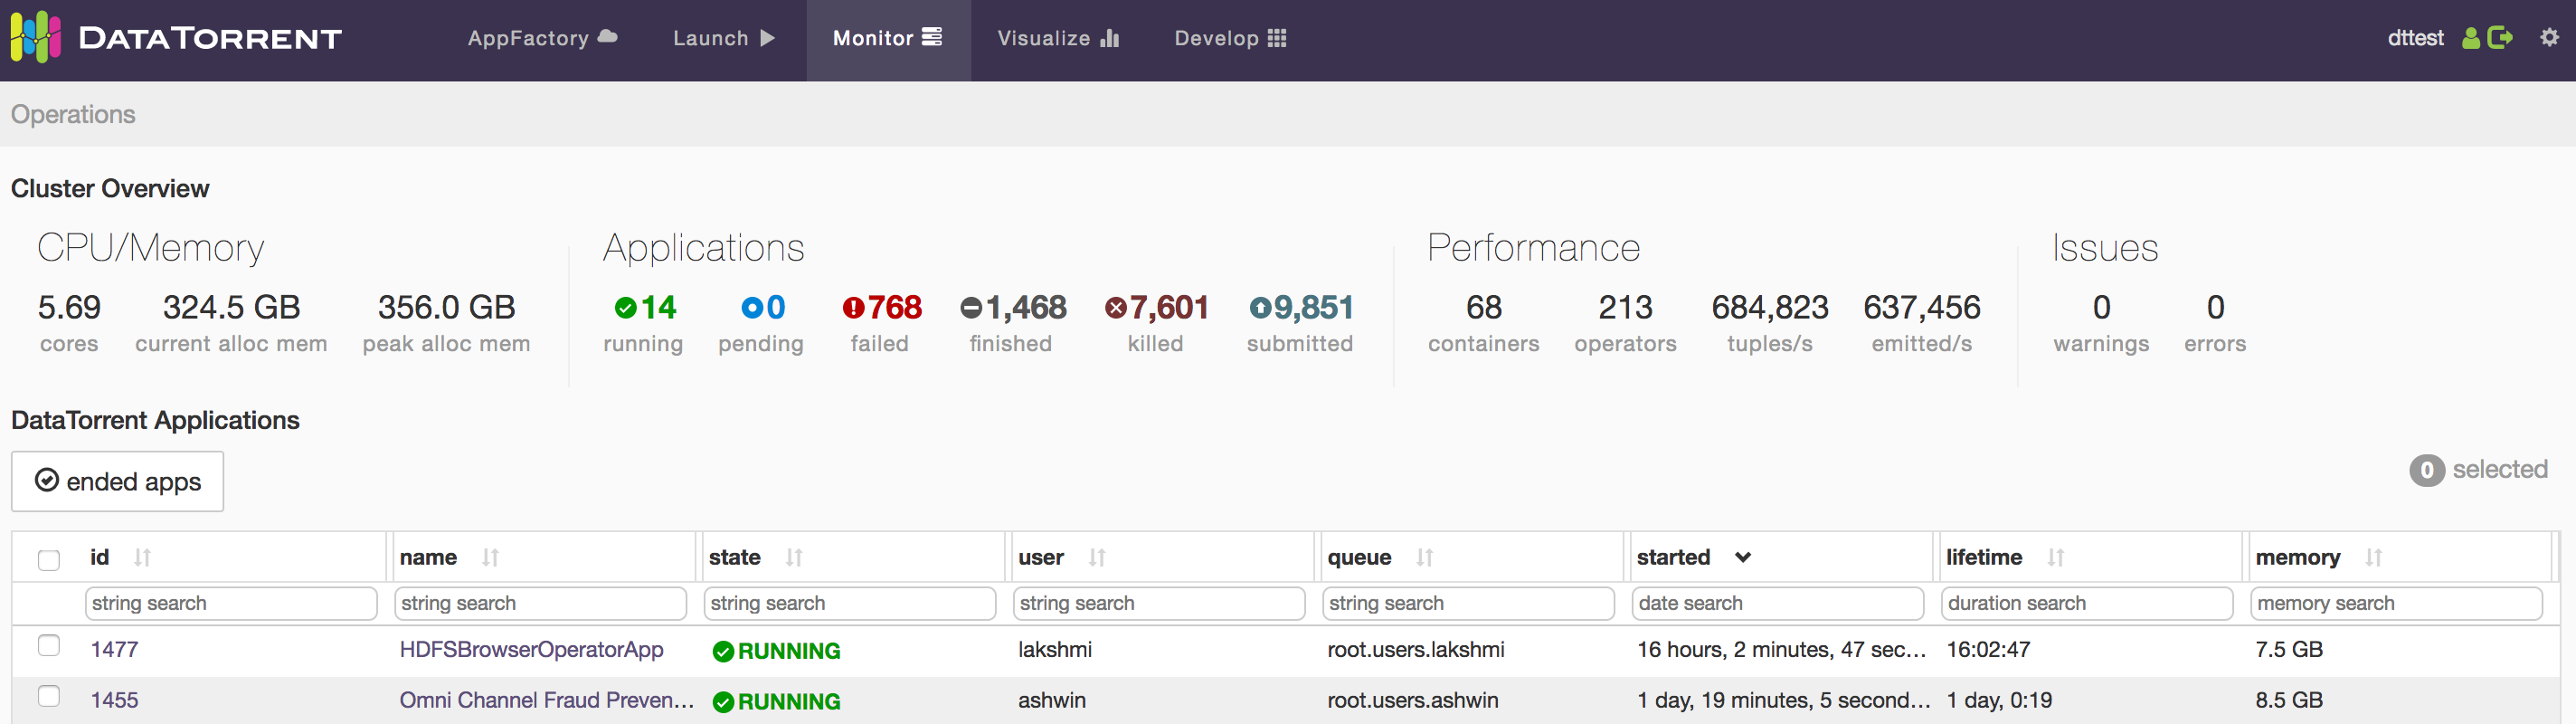 DATATORRENT AppFactory Launch Monitor Visualize Develop dttest
Operations
Cluster Overview
CPU/Memory Applications Performance Issues
5.69 324.5 GB 356.0 GB 14 0 768 1,468 7,601 9,851 68 213 684,823 637,456 0 0
cores current alloc mem peak alloc mem running pending failed finished killed submitted containers operators tuples/s emitted/s warnings errors
DataTorrent Applications
ended apps 0 selected
id name state user queue started lifetime memory
string search string search string search string search string search date search duration search memory search
1477 HDFSBrowserOperatorApp RUNNING lakshmi root.users.lakshmi 16 hours, 2 minutes, 47 sec... 16:02:47 7.5 GB
1455 Omni Channel Fraud Preven... RUNNING ashwin root.users.ashwin 1 day, 19 minutes, 5 second... 1 day, 0:19 8.5 GB